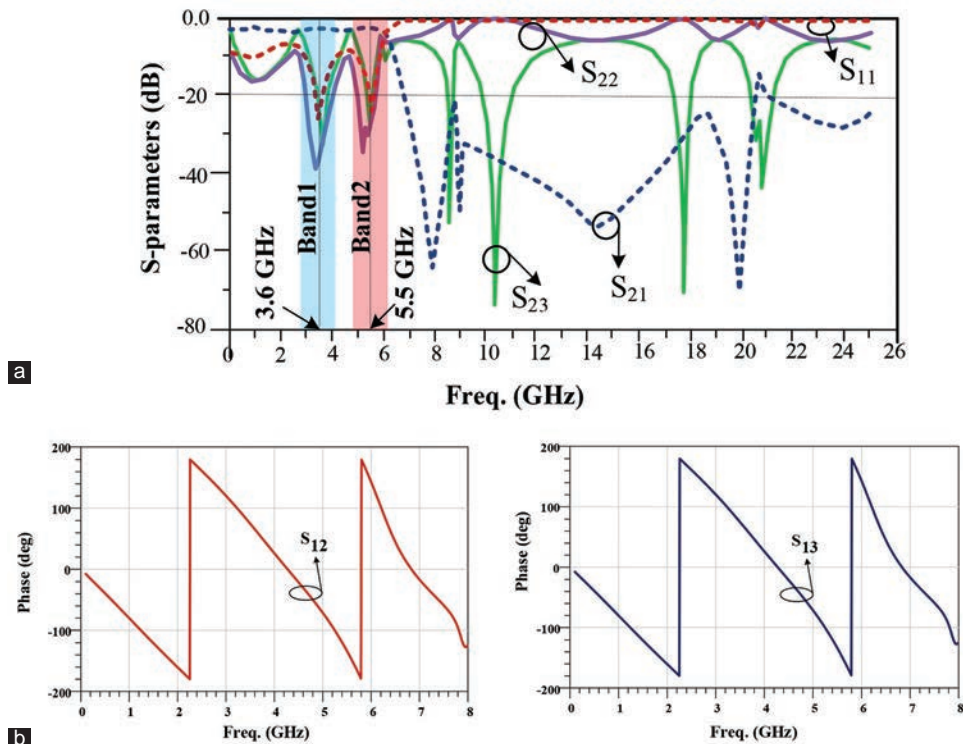 0.0
-20
-40
-60
-80
S-parameters (dB)
3.6 GHz
Band1
Band2
5.5 GHz
S22
S11
S23
S21
0 2 4 6 8 10 12 14 16 18 20 22 24 26
Freq. (GHz)
a
200
100
0
-100
-200
Phase (deg)
S12
0 1 2 3 4 5 6 7 8
Freq. (GHz)
200
100
0
-100
-200
Phase (deg)
S13
0 1 2 3 4 5 6 7 8
Freq. (GHz)
b